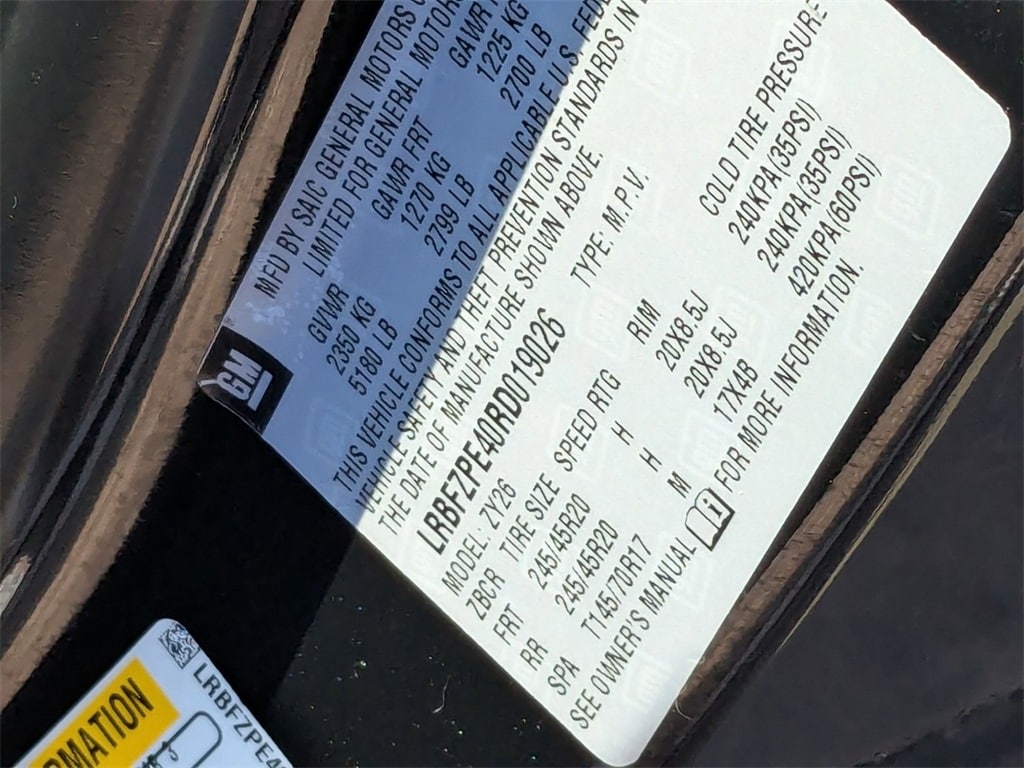 GM
MFD BY SAIC GENERAL MOTORS
LIMITED FOR GENERAL MOTOR
GVWR GAWR FRT GAWR
2350 KG 1270 KG 1225 KG
5180 LB 2799 LB 2700 LB
THIS VEHICLE CONFORMS TO ALL APPLICABLE U.S. FED
VEHICLE SAFETY AND THEFT PREVENTION STANDARDS IN
THE DATE OF MANUFACTURE SHOWN ABOVE.
LRBFZPE40RD019026 TYPE: M.P.V.
MODEL: ZY26
ZBCR TIRE SIZE SPEED RTG RIM COLD TIRE PRESSURE
FRT 245/45R20 H 20X8.5J 240KPA(35PSI)
RR 245/45R20 H 20X8.5J 240KPA(35PSI)
SPA T145/70R17 M 17X4B 420KPA(60PSI)
SEE OWNER'S MANUAL i FOR MORE INFORMATION.
RMATION
LRBFZPE4